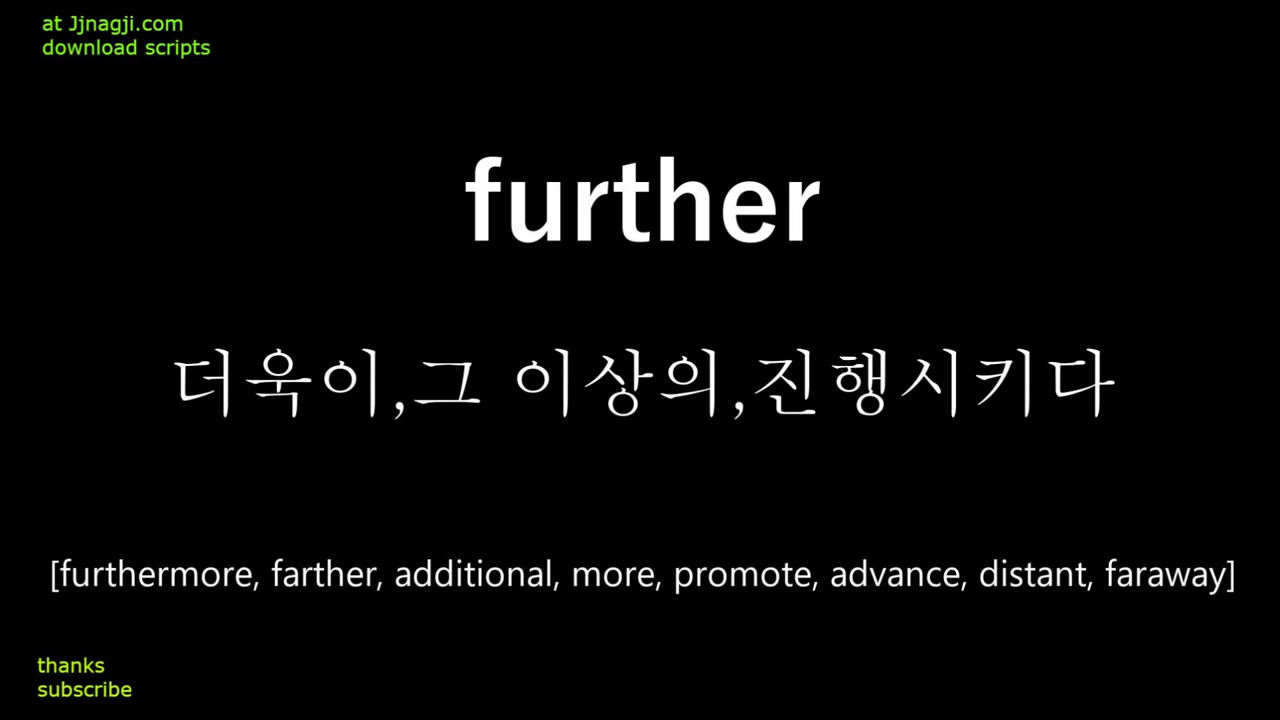 at Jjnagji.com
download scripts
further
더욱이,그 이상의,진행시키다
[furthermore, farther, additional, more, promote, advance, distant, faraway]
thanks
subscribe